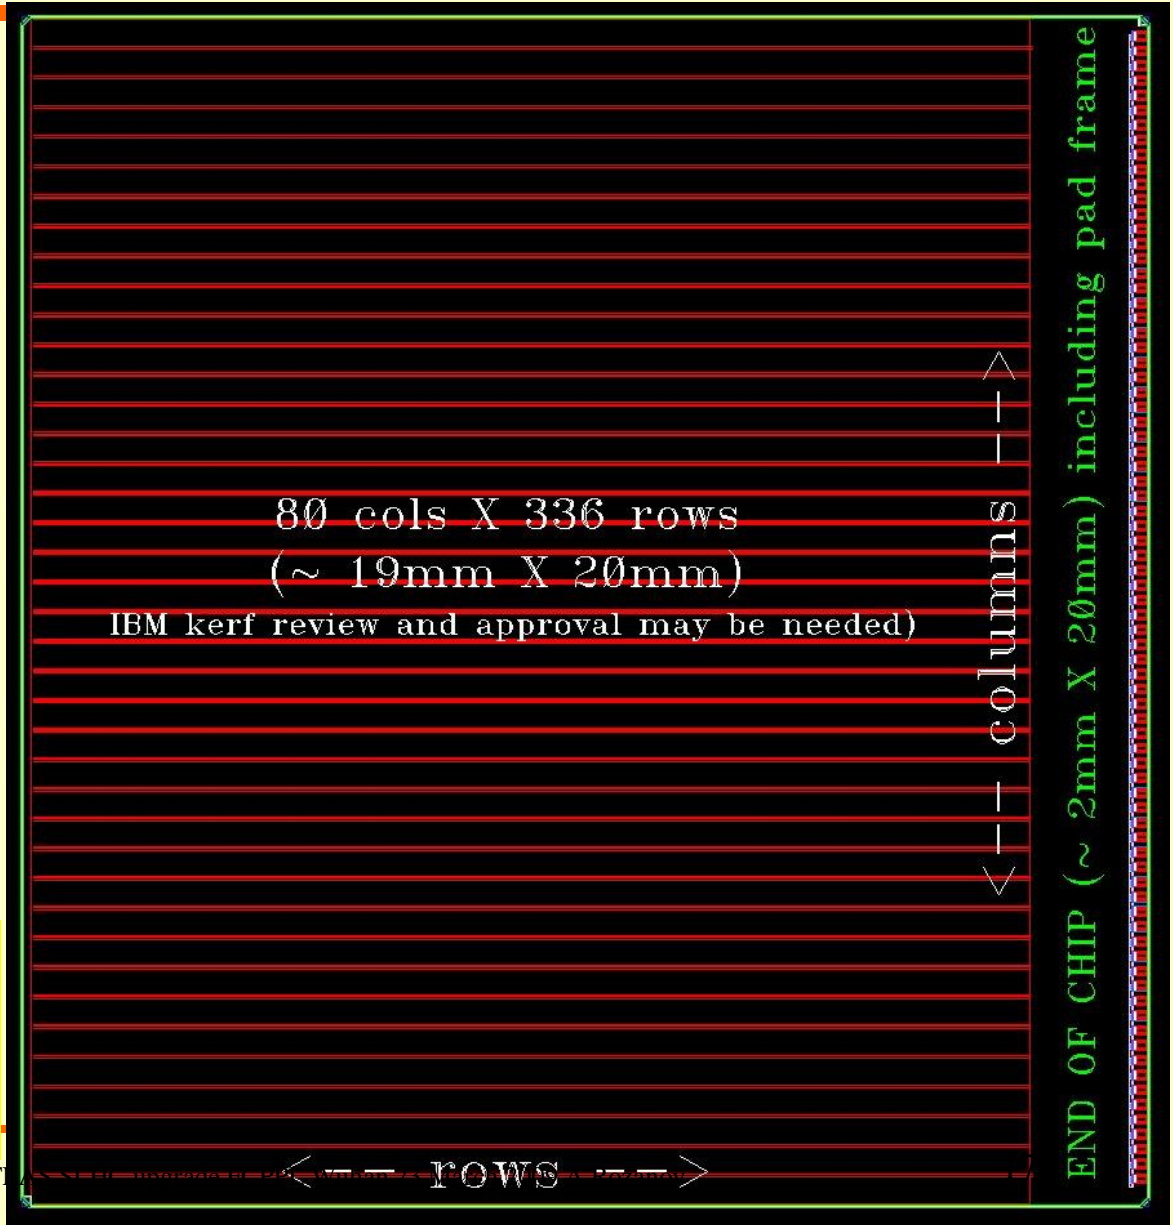 80 cols X 336 rows
(~ 19mm X 20mm)
IBM kerf review and approval may be needed)
<-- columns -->
END OF CHIP (~ 2mm X 20mm) including pad frame
<-- rows -->
17